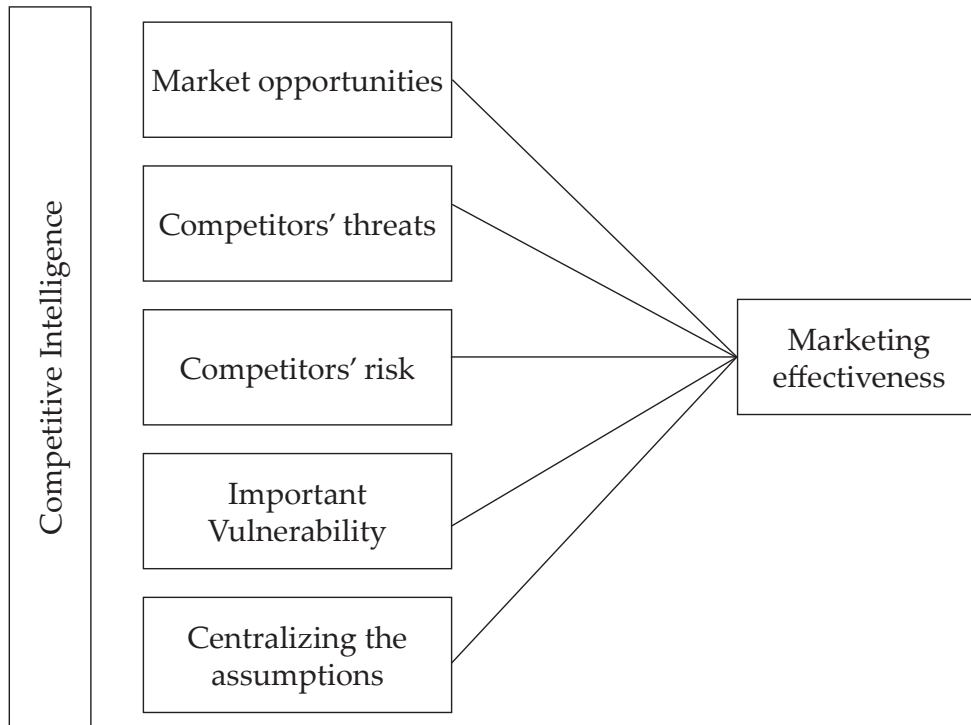 Competitive Intelligence
Market opportunities
Competitors’ threats
Competitors’ risk
Important
Vulnerability
Centralizing the
assumptions
Marketing
effectiveness